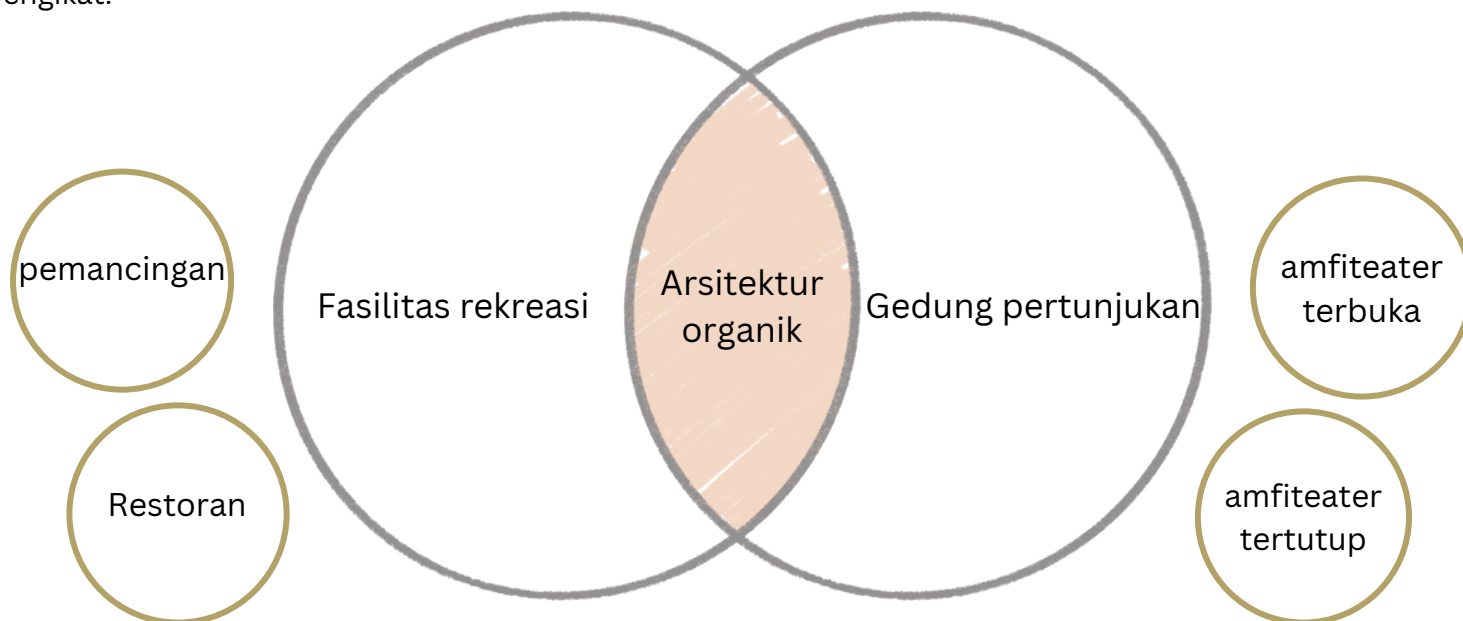 pemancingan
Restoran
Fasilitas rekreasi
Arsitektur
organik
Gedung pertunjukan
amfiteater
terbuka
amfiteater
tertutup